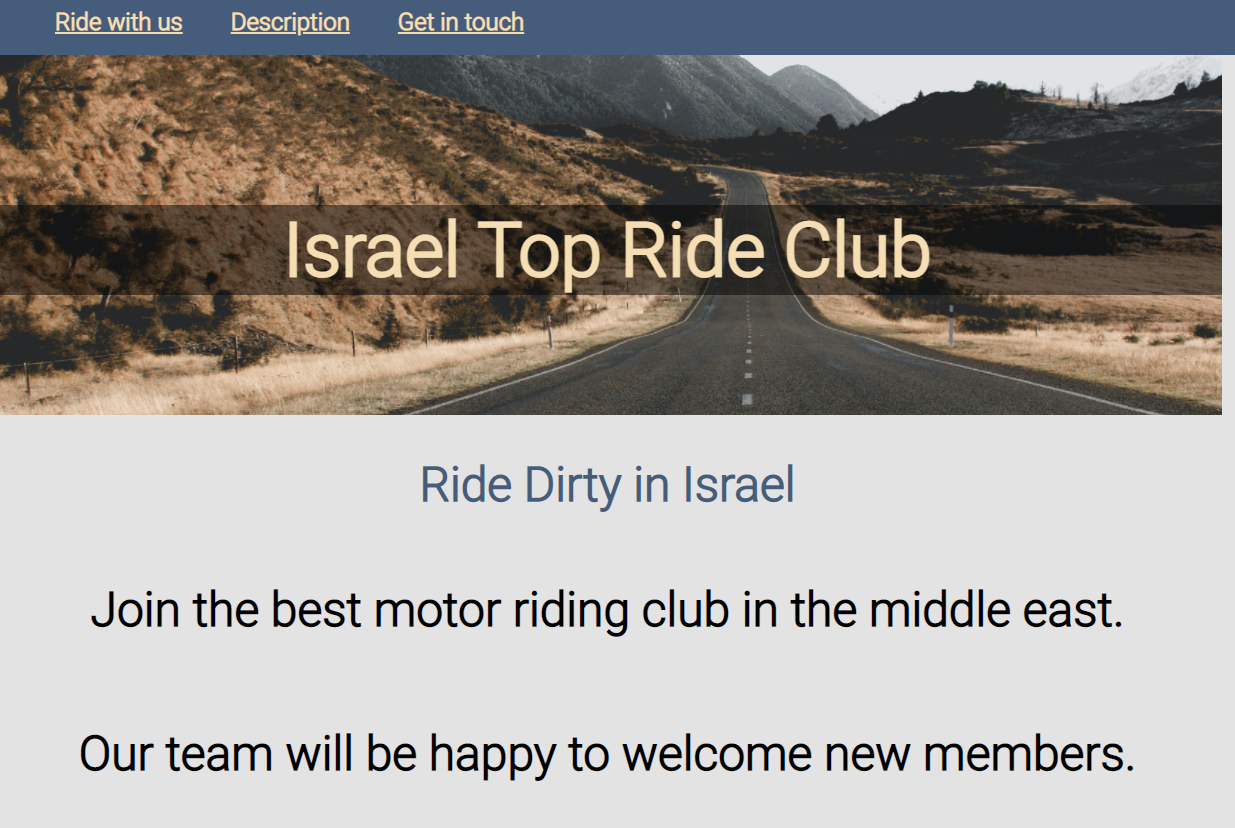 Ride with us Description Get in touch
Israel Top Ride Club
Ride Dirty in Israel
Join the best motor riding club in the middle east.
Our team will be happy to welcome new members.